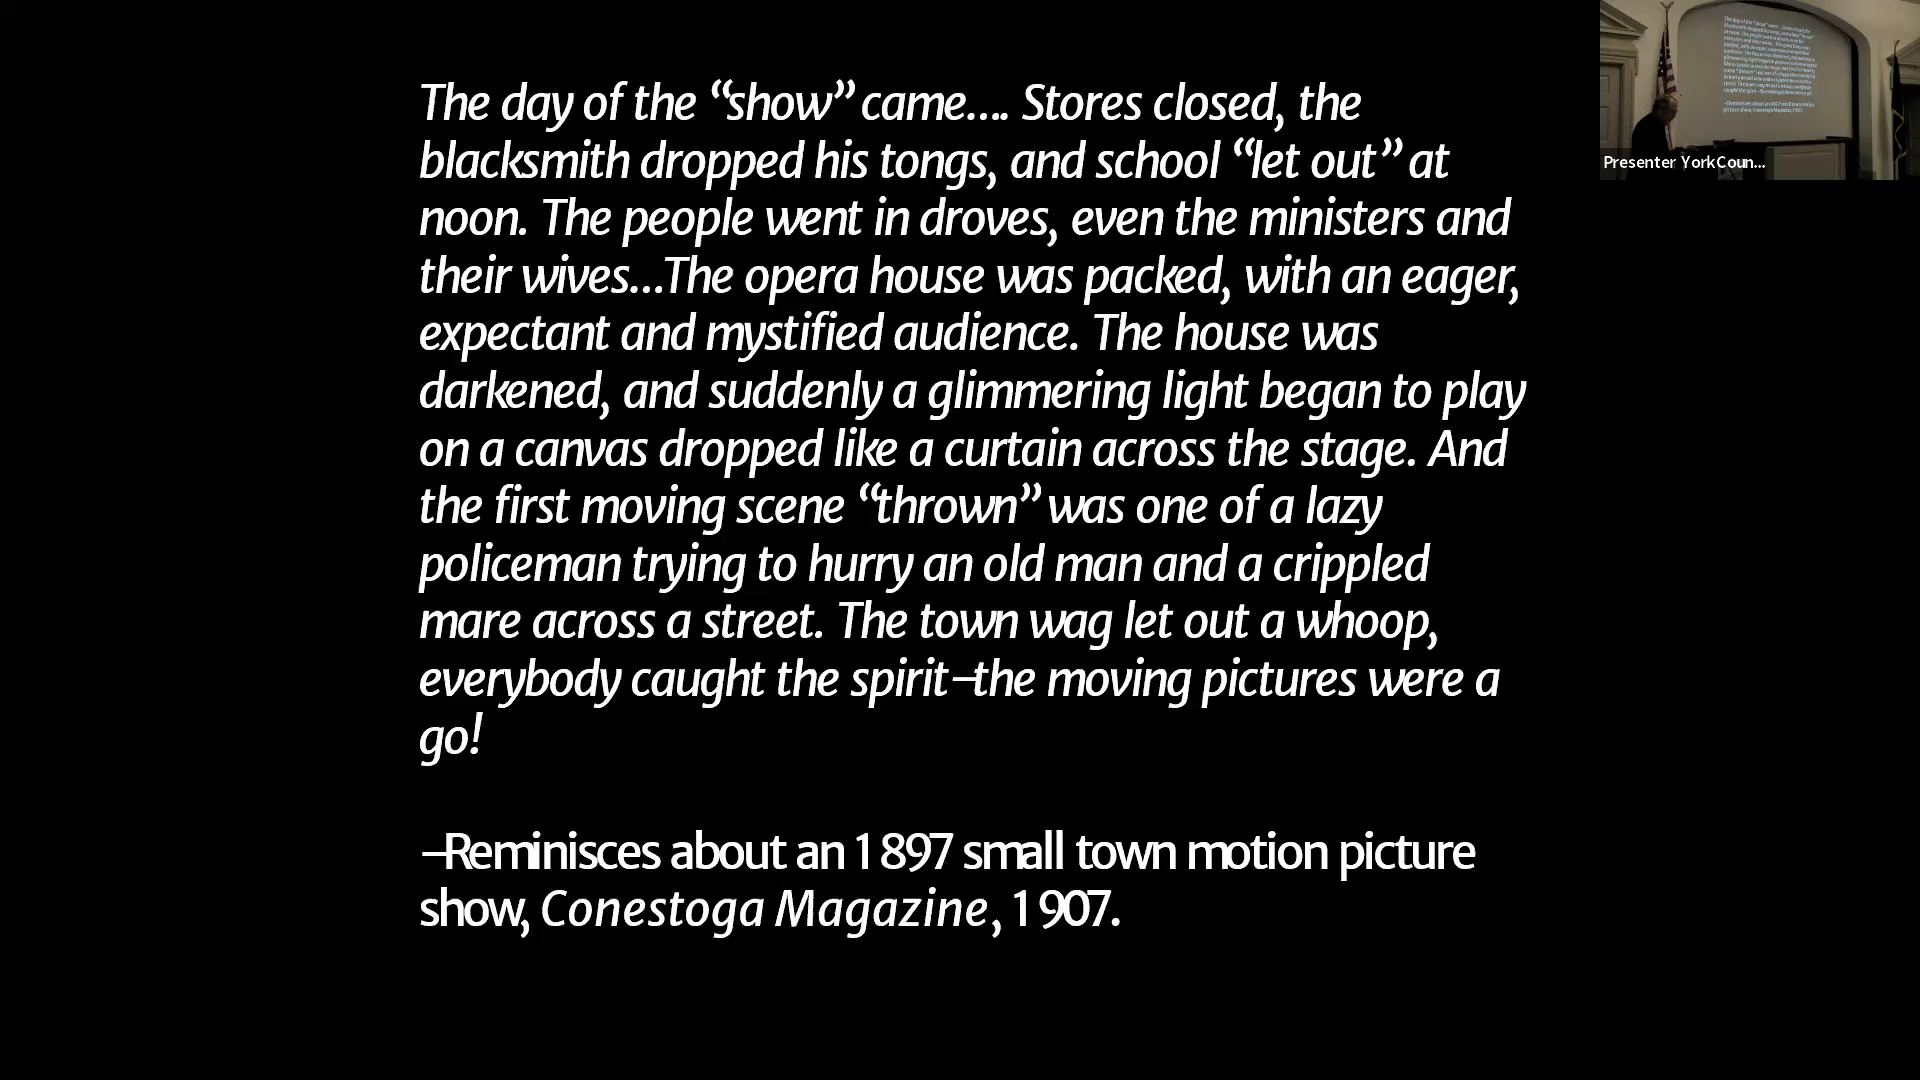 The day of the “show” came…. Stores closed, the
blacksmith dropped his tongs, and school “let out” at
noon. The people went in droves, even the ministers and
their wives…The opera house was packed, with an eager,
expectant and mystified audience. The house was
darkened, and suddenly a glimmering light began to play
on a canvas dropped like a curtain across the stage. And
the first moving scene “thrown” was one of a lazy
policeman trying to hurry an old man and a crippled
mare across a street. The town wag let out a whoop,
everybody caught the spirit—the moving pictures were a
go!
—Reminisces about an 1897 small town motion picture
show, Conestoga Magazine, 1907.
Presenter YorkCoun...